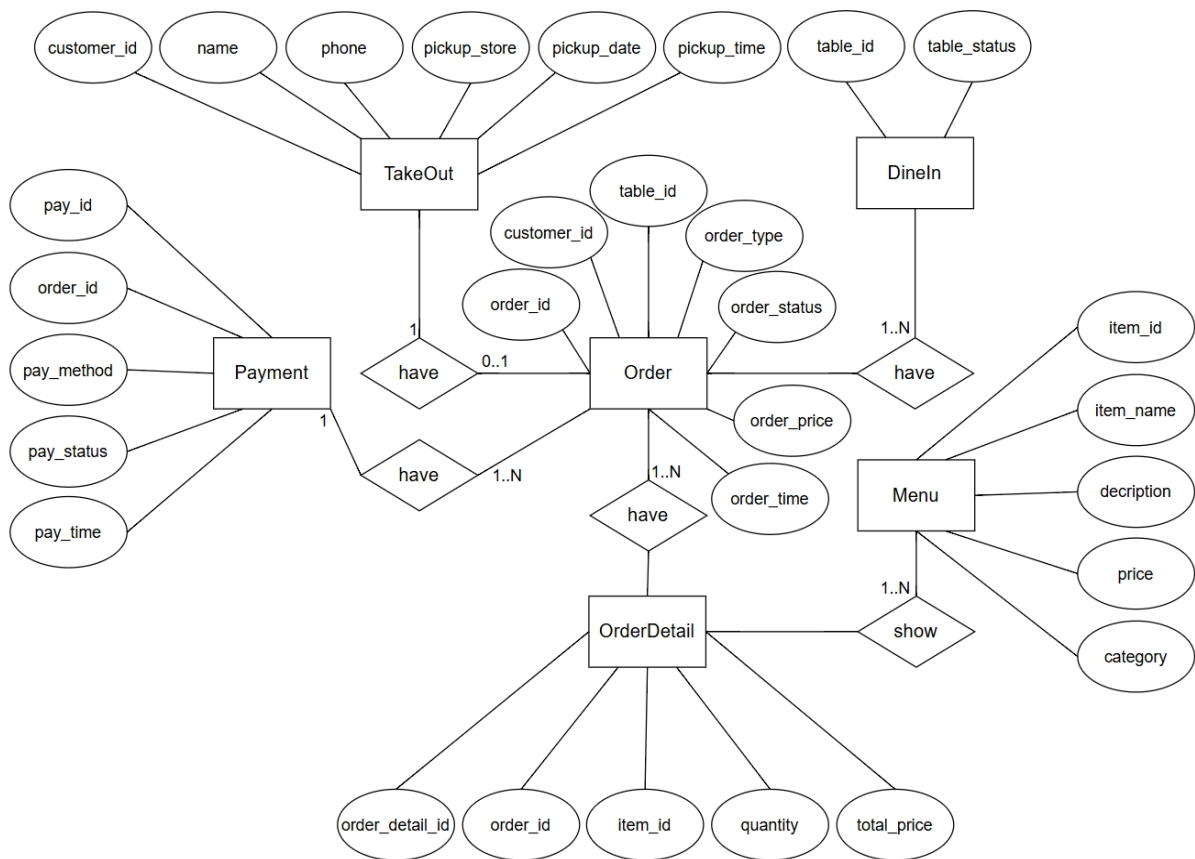 customer_id
name
phone
pickup_store
pickup_date
pickup_time
table_id
table_status
TakeOut
DineIn
pay_id
order_id
pay_method
pay_status
pay_time
Payment
1
have
0..1
order_id
customer_id
table_id
order_type
order_status
Order
order_price
order_time
1..N
have
1
have
1..N
1..N
have
item_id
item_name
decription
price
category
Menu
1..N
show
OrderDetail
order_detail_id
order_id
item_id
quantity
total_price